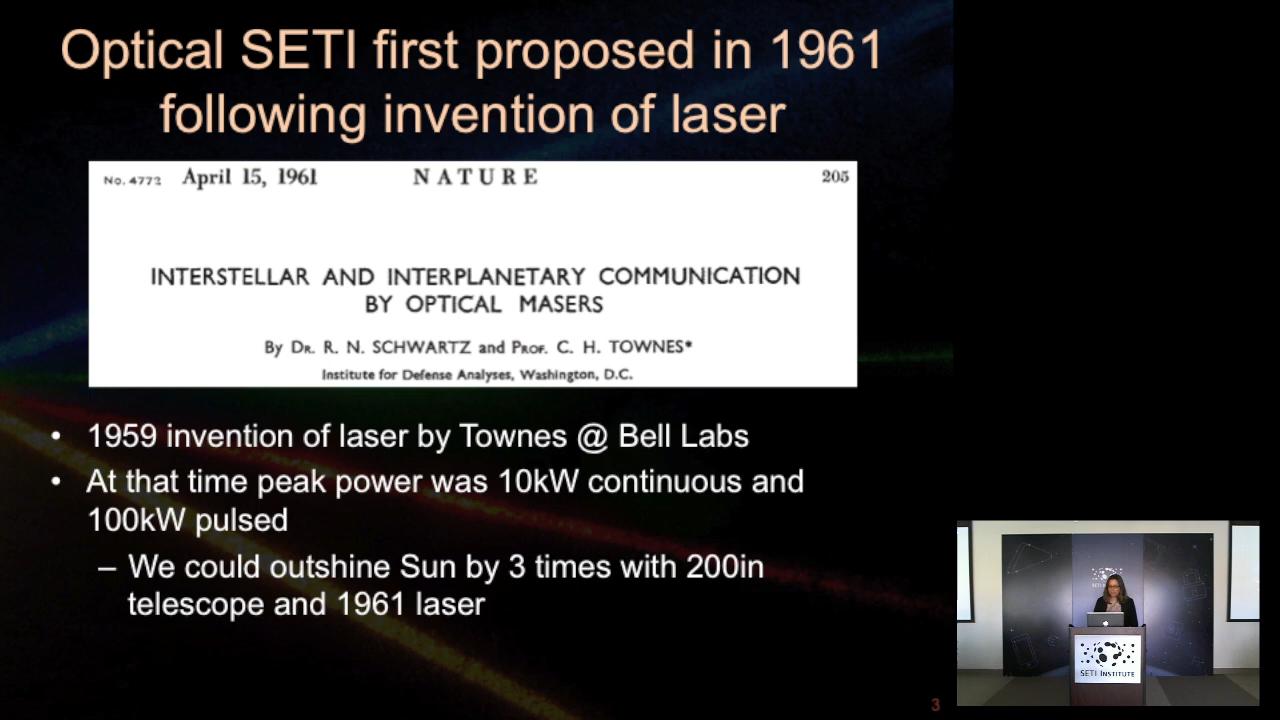 Optical SETI first proposed in 1961
following invention of laser
No. 4772 April 15, 1961 NATURE 205
INTERSTELLAR AND INTERPLANETARY COMMUNICATION
BY OPTICAL MASERS
By DR. R. N. SCHWARTZ and PROF. C. H. TOWNES*
Institute for Defense Analyses, Washington, D.C.
• 1959 invention of laser by Townes @ Bell Labs
• At that time peak power was 10kW continuous and
100kW pulsed
– We could outshine Sun by 3 times with 200in
telescope and 1961 laser
3
SETI INSTITUTE